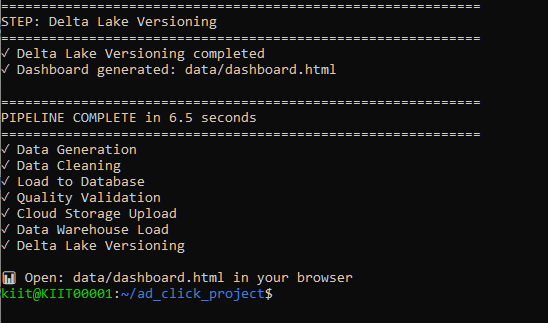 ============================================================
STEP: Delta Lake Versioning
============================================================
✓ Delta Lake Versioning completed
✓ Dashboard generated: data/dashboard.html
============================================================
PIPELINE COMPLETE in 6.5 seconds
============================================================
✓ Data Generation
✓ Data Cleaning
✓ Load to Database
✓ Quality Validation
✓ Cloud Storage Upload
✓ Data Warehouse Load
✓ Delta Lake Versioning
📊 Open: data/dashboard.html in your browser
kiit@KIIT00001:~/ad_click_project$